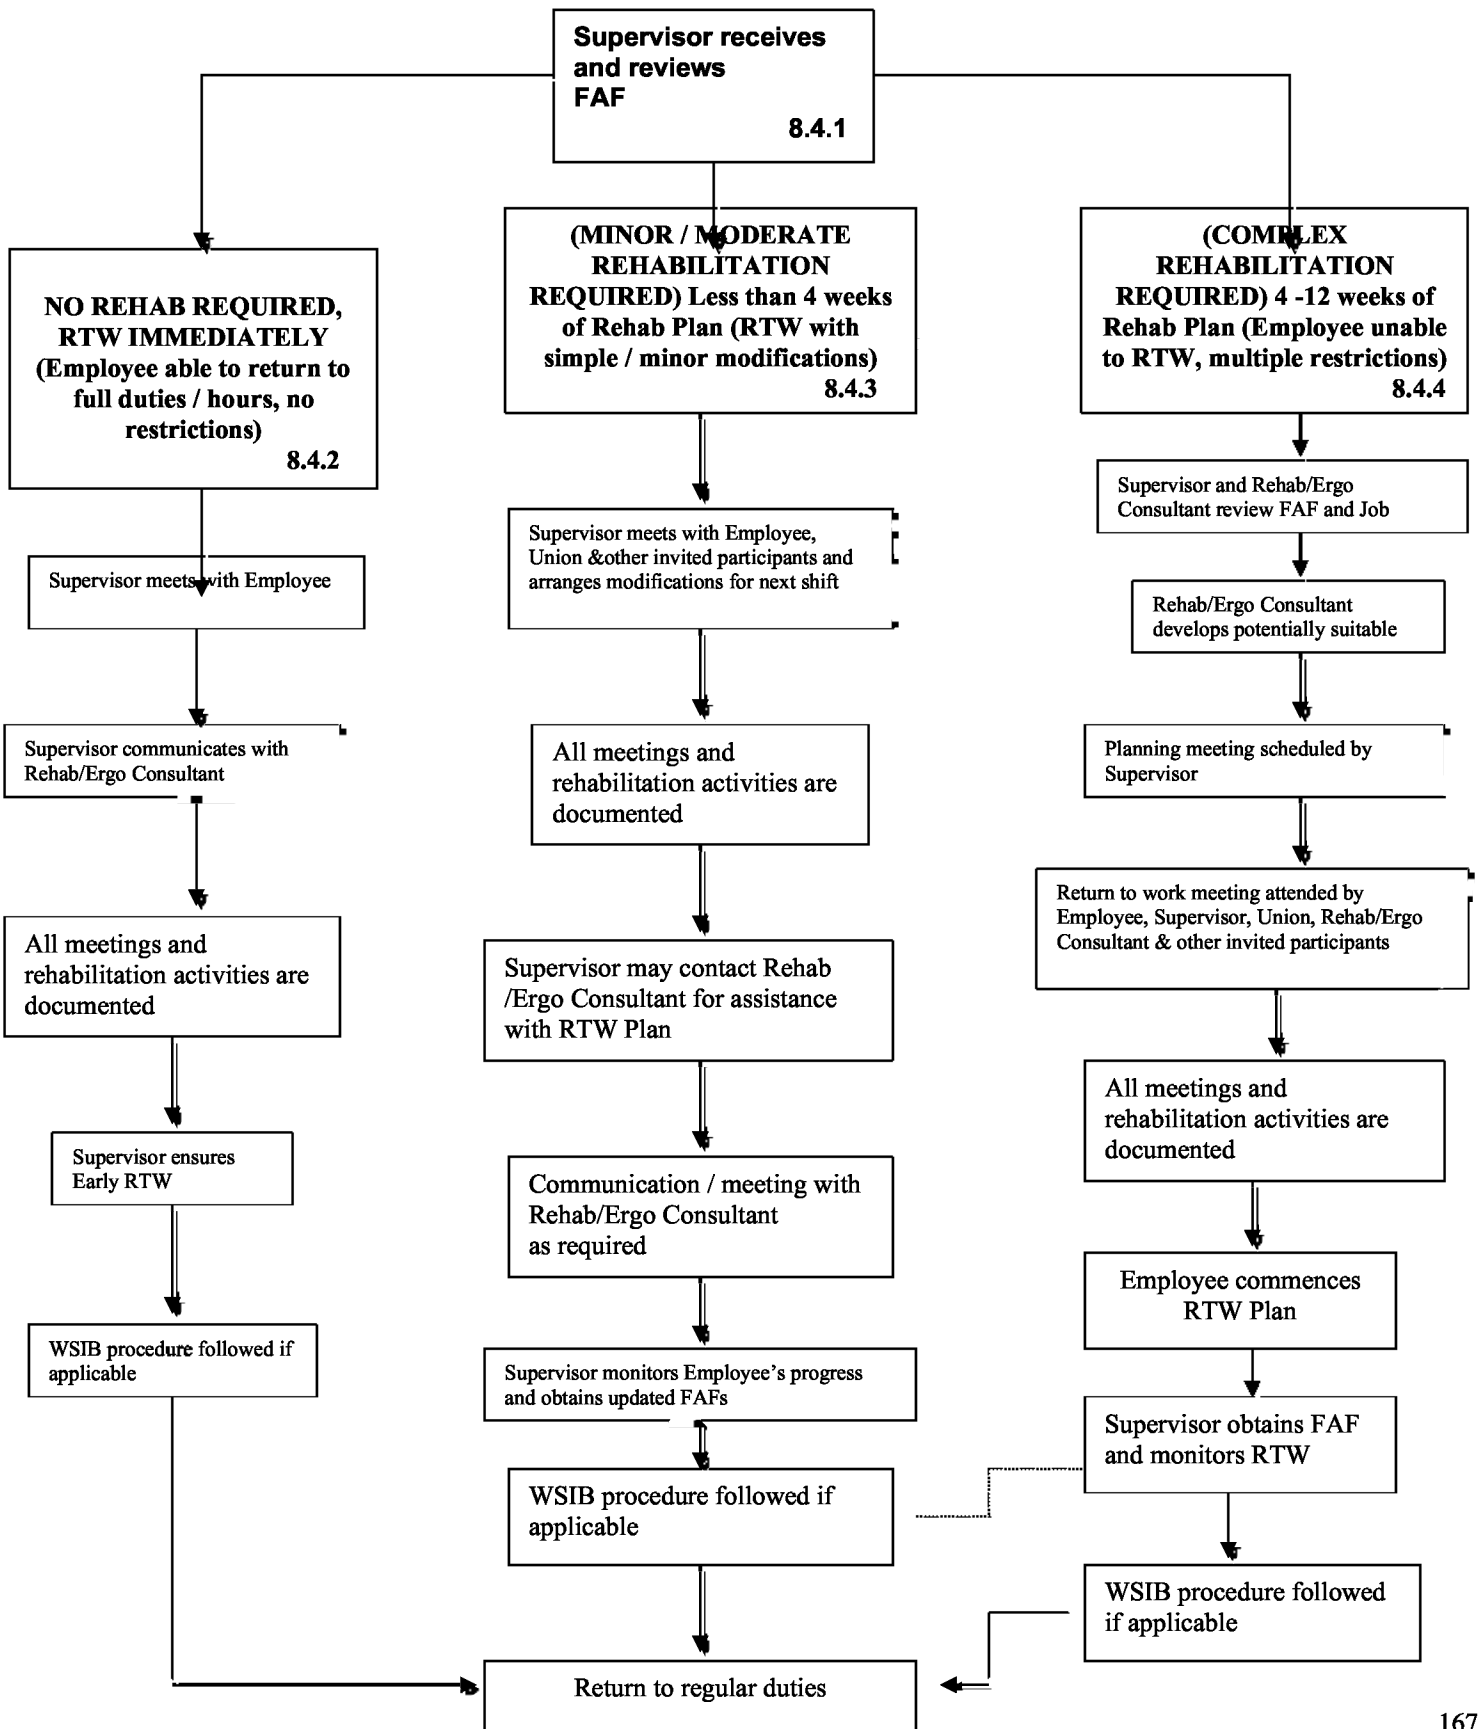 Supervisor receives
and reviews
FAF
8.4.1
NO REHAB REQUIRED,
RTW IMMEDIATELY
(Employee able to return to
full duties / hours, no
restrictions)
8.4.2
Supervisor meets with Employee
Supervisor communicates with
Rehab/Ergo Consultant
All meetings and
rehabilitation activities are
documented
Supervisor ensures
Early RTW
WSIB procedure followed if
applicable
(MINOR / MODERATE
REHABILITATION
REQUIRED) Less than 4 weeks
of Rehab Plan (RTW with
simple / minor modifications)
8.4.3
Supervisor meets with Employee,
Union &other invited participants and
arranges modifications for next shift
All meetings and
rehabilitation activities are
documented
Supervisor may contact Rehab
/Ergo Consultant for assistance
with RTW Plan
Communication / meeting with
Rehab/Ergo Consultant
as required
Supervisor monitors Employee's progress
and obtains updated FAFs
WSIB procedure followed if
applicable
(COMPLEX
REHABILITATION
REQUIRED) 4 -12 weeks of
Rehab Plan (Employee unable
to RTW, multiple restrictions)
8.4.4
Supervisor and Rehab/Ergo
Consultant review FAF and Job
Rehab/Ergo Consultant
develops potentially suitable
Planning meeting scheduled by
Supervisor
Return to work meeting attended by
Employee, Supervisor, Union, Rehab/Ergo
Consultant & other invited participants
All meetings and
rehabilitation activities are
documented
Employee commences
RTW Plan
Supervisor obtains FAF
and monitors RTW
WSIB procedure followed
if applicable
Return to regular duties
167